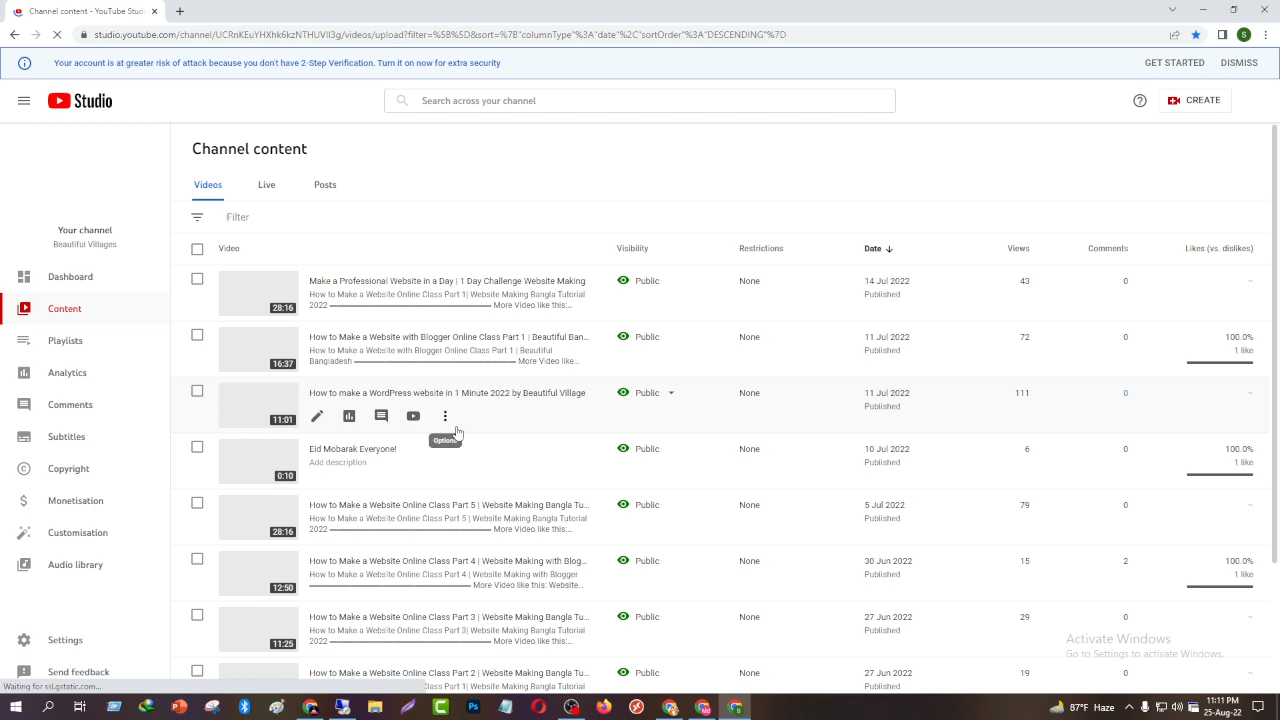 Channel content - YouTube Stud
studio.youtube.com/channel/UCRnKEuYHXhk6kzNTHUVII3g/videos/upload?filter=%5B%5D&sort=%7B"columnType"%3A"date"%2C"sortOrder"%3A"DESCENDING"%7D
Your account is at greater risk of attack because you don't have 2-Step Verification. Turn it on now for extra security
GET STARTED
DISMISS
Studio
Search across your channel
CREATE
Channel content
Videos
Live
Posts
Your channel
Beautiful Villages
Dashboard
Content
Playlists
Analytics
Comments
Subtitles
Copyright
Monetisation
Customisation
Audio library
Settings
Send feedback
Filter
Video Visibility Restrictions Date Views Comments Likes (vs. dislikes)
28:16 Make a Professional Website in a Day | 1 Day Challenge Website Making Public None 14 Jul 2022 43 0 –
How to Make a Website Online Class Part 1| Website Making Bangla Tutorial Published
2022 ━━━━━━━━━━━━━━━━━━━━ More Video like this:...
16:37 How to Make a Website with Blogger Online Class Part 1 | Beautiful Ban... Public None 11 Jul 2022 72 0 100.0%
How to Make a Website with Blogger Online Class Part 1 | Beautiful Published 1 like
Bangladesh ━━━━━━━━━━━━━━━━━━━━ More Video like...
11:01 How to make a WordPress website in 1 Minute 2022 by Beautiful Village Public None 11 Jul 2022 111 0 –
Published
Options
0:10 Eid Mobarak Everyone! Public None 10 Jul 2022 6 0 100.0%
Add description Published 1 like
28:16 How to Make a Website Online Class Part 5 | Website Making Bangla Tu... Public None 5 Jul 2022 79 0 –
How to Make a Website Online Class Part 5 | Website Making Bangla Tutorial Published
2022 ━━━━━━━━━━━━━━━━━━━━ More Video like this:...
12:50 How to Make a Website Online Class Part 4 | Website Making with Blog... Public None 30 Jun 2022 15 2 100.0%
How to Make a Website Online Class Part 4 | Website Making with Blogger Published 1 like
━━━━━━━━━━━━━━━━━━━━ More Video like this: Website...
11:25 How to Make a Website Online Class Part 3 | Website Making Bangla Tu... Public None 27 Jun 2022 29 0 –
How to Make a Website Online Class Part 3| Website Making Bangla Tutorial Published
2022 ━━━━━━━━━━━━━━━━━━━━ More Video like this:...
How to Make a Website Online Class Part 2 | Website Making Bangla Tu... Public None 27 Jun 2022 19 0 –
Class Part 1| Website Making Bangla Tutorial Published
Activate Windows
Go to Settings to activate Windows.
Waiting for ssl.gstatic.com...
87°F Haze
11:11 PM
25-Aug-22